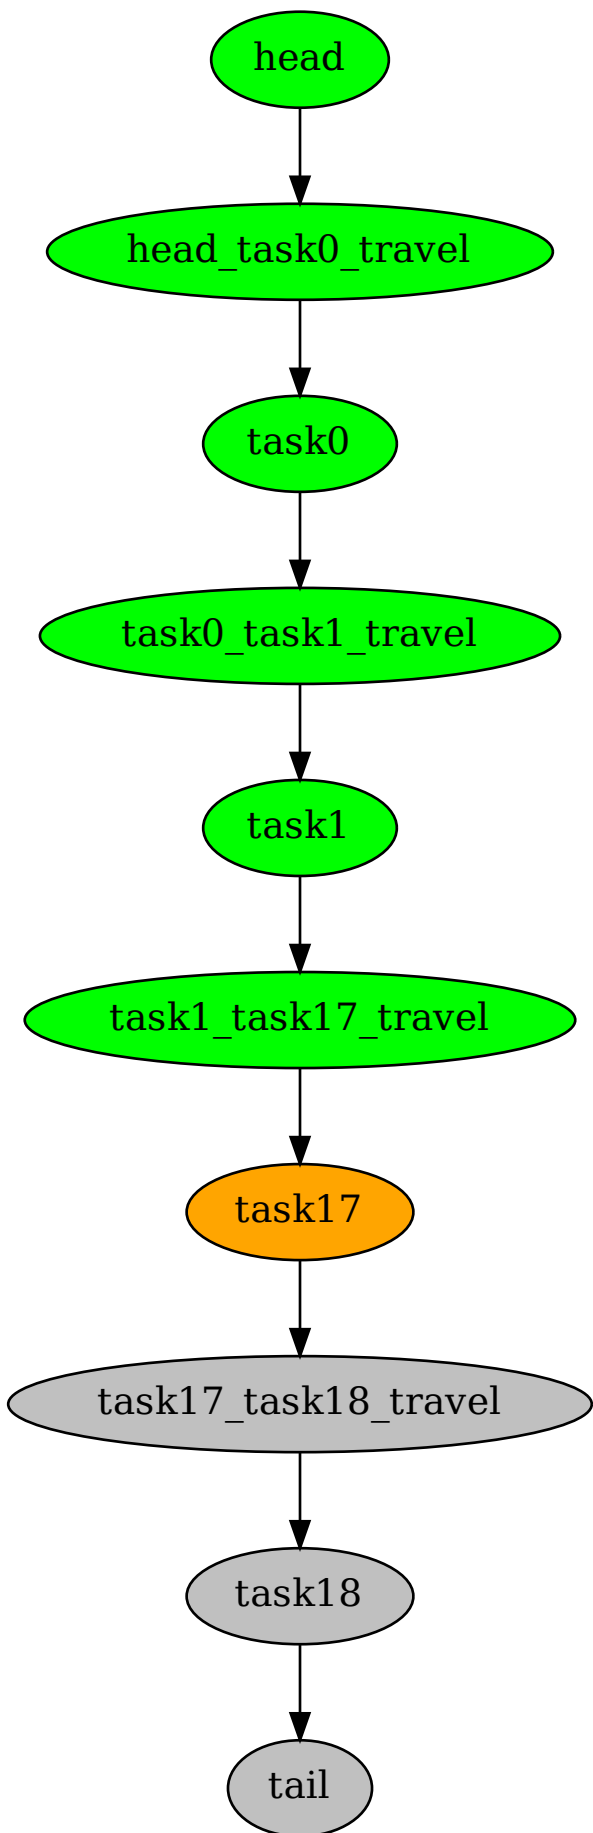 head
head_task0_travel
task0
task0_task1_travel
task1
task1_task17_travel
task17
task17_task18_travel
task18
tail